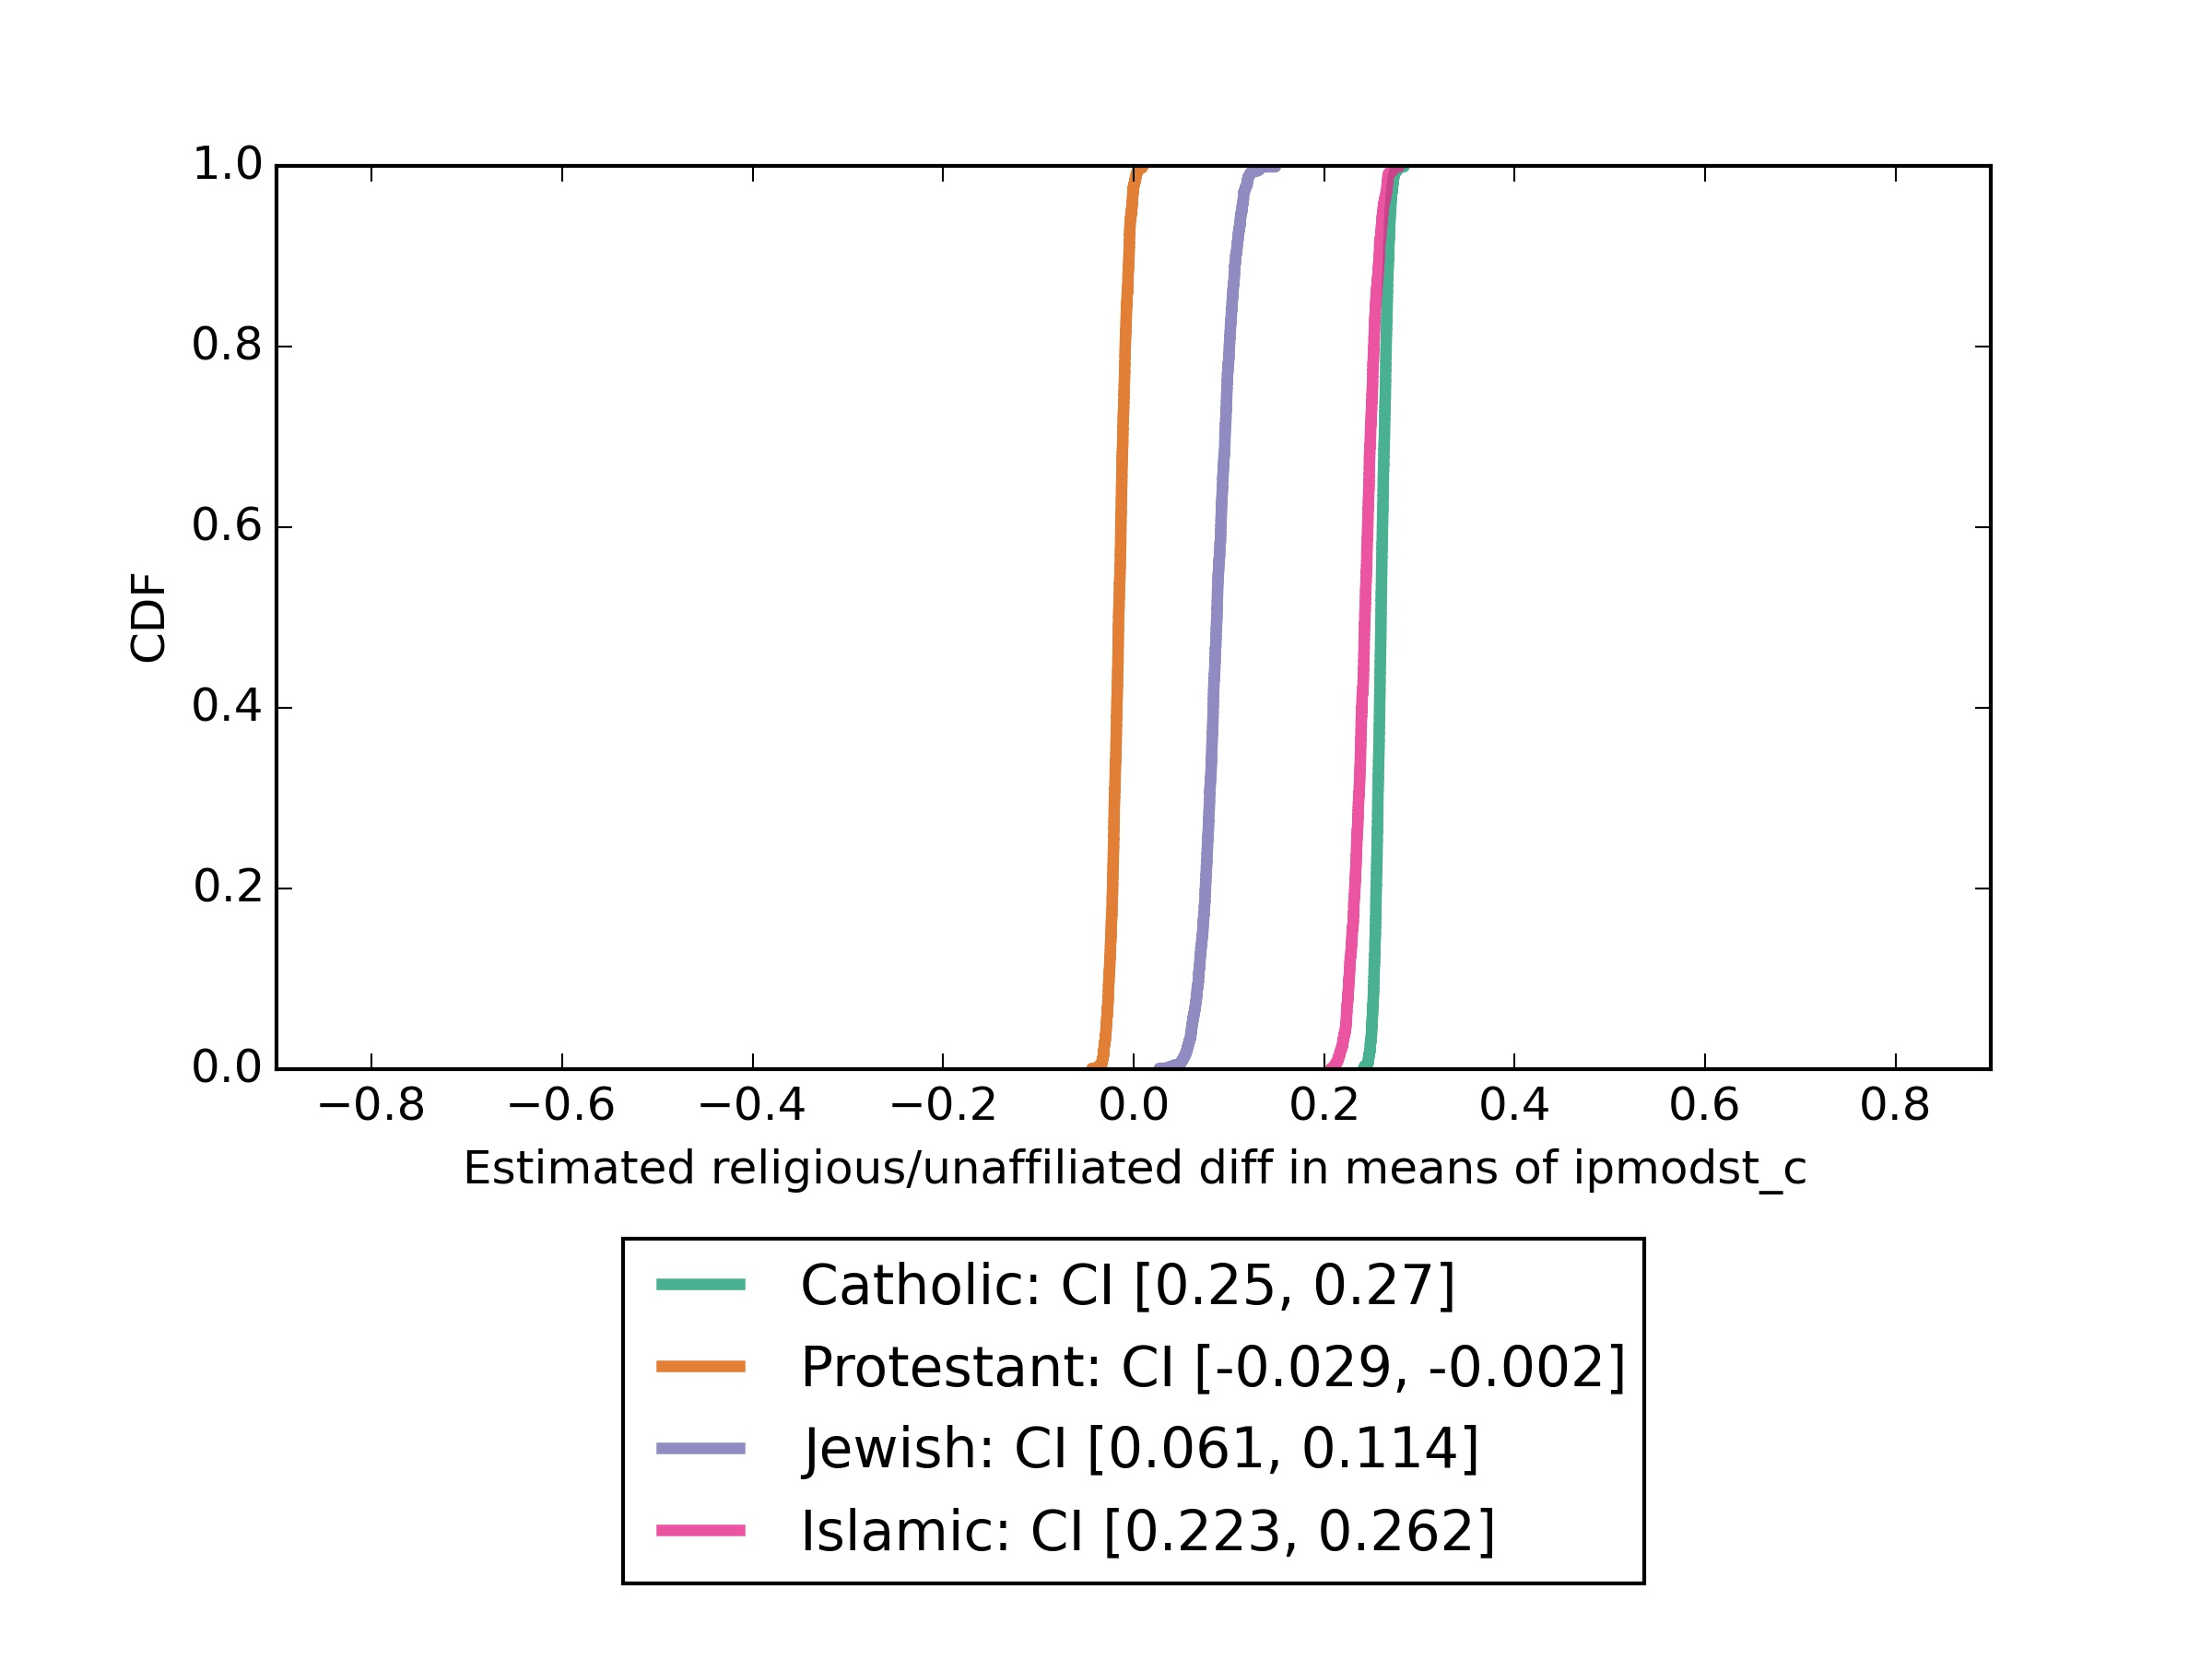 1.0
0.8
0.6
0.4
0.2
0.0
CDF
−0.8 −0.6 −0.4 −0.2 0.0 0.2 0.4 0.6 0.8
Estimated religious/unaffiliated diff in means of ipmodst_c
Catholic: CI [0.25, 0.27]
Protestant: CI [-0.029, -0.002]
Jewish: CI [0.061, 0.114]
Islamic: CI [0.223, 0.262]